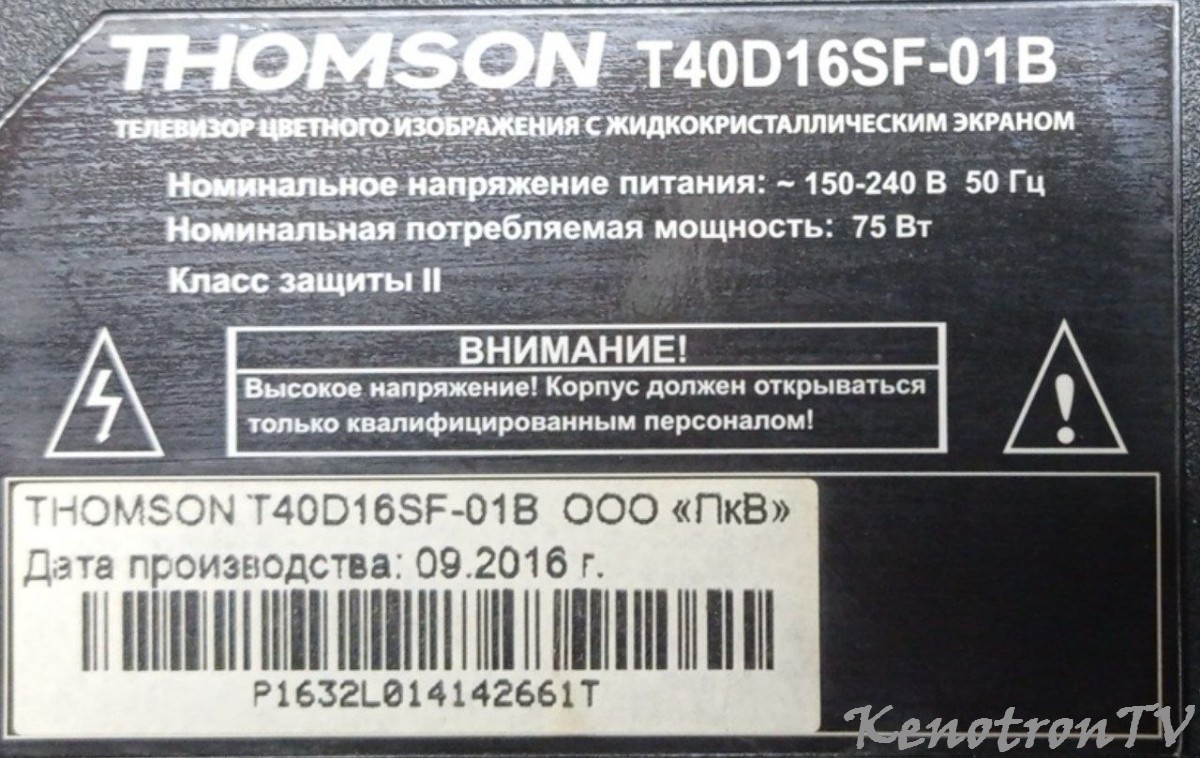 THOMSON T40D16SF-01B
ТЕЛЕВИЗОР ЦВЕТНОГО ИЗОБРАЖЕНИЯ С ЖИДКОКРИСТАЛЛИЧЕСКИМ ЭКРАНОМ
Номинальное напряжение питания: ~ 150-240 В 50 Гц
Номинальная потребляемая мощность: 75 Вт
Класс защиты II
ВНИМАНИЕ!
Высокое напряжение! Корпус должен открываться
только квалифицированным персоналом!
THOMSON T40D16SF-01B ООО «ПкВ»
Дата производства: 09.2016 г.
P1632L014142661T
KenotronTV